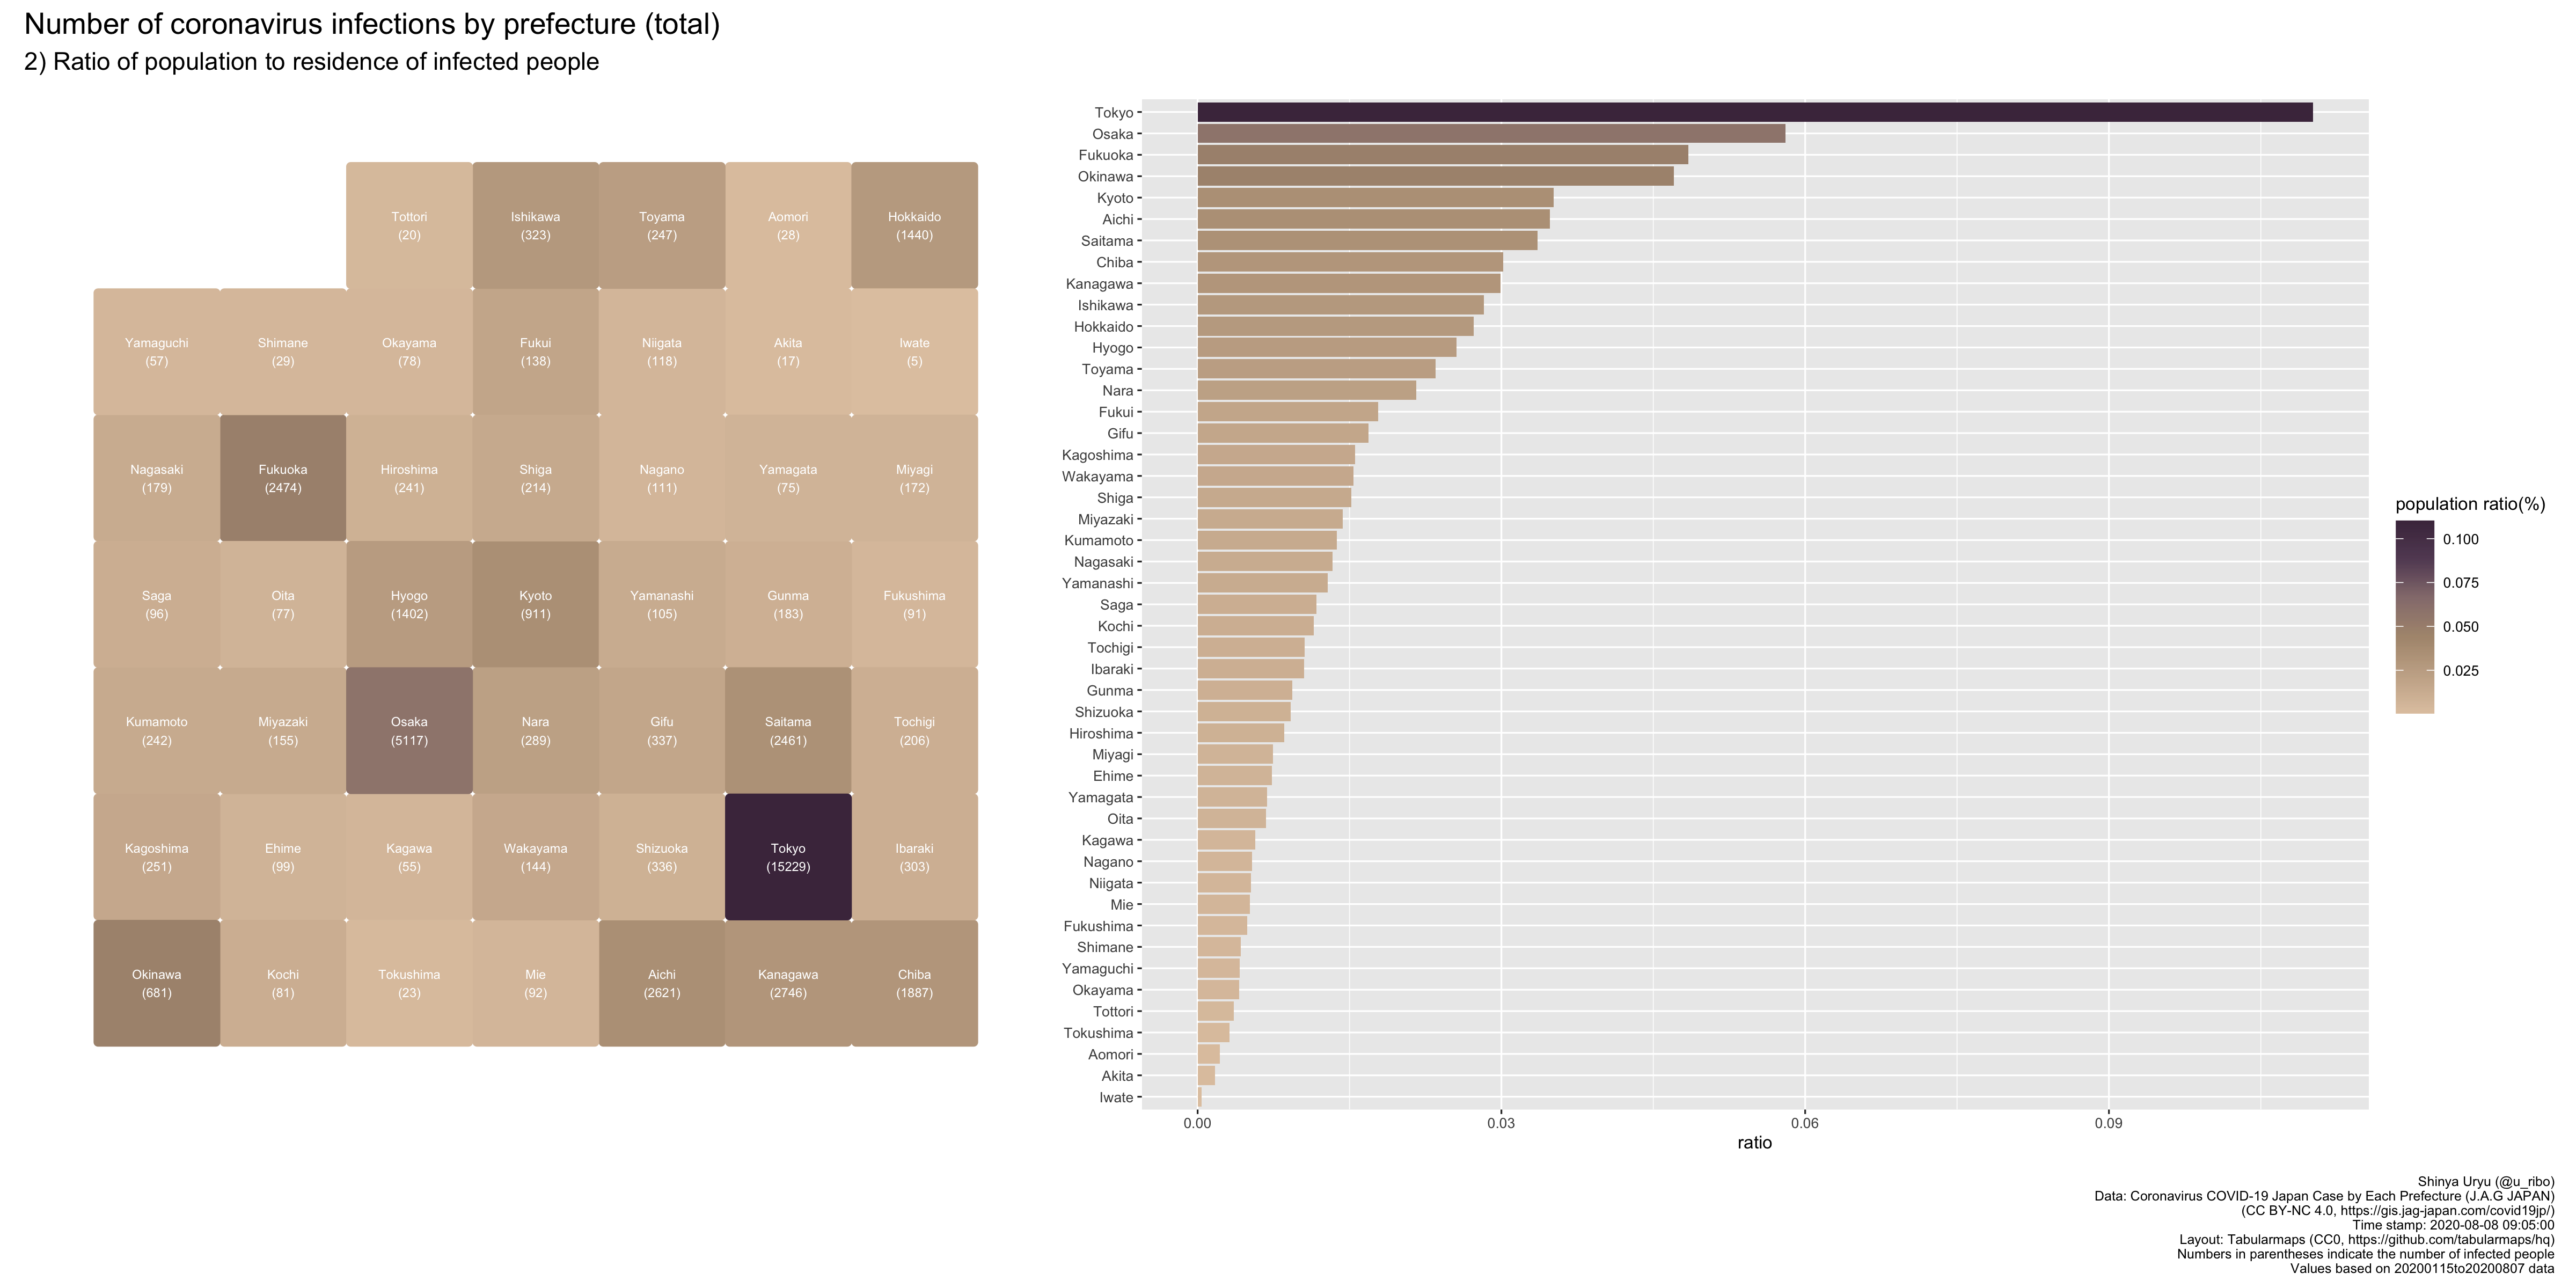 Number of coronavirus infections by prefecture (total)
2) Ratio of population to residence of infected people
Tottori
(20)
Ishikawa
(323)
Toyama
(247)
Aomori
(28)
Hokkaido
(1440)
Yamaguchi
(57)
Shimane
(29)
Okayama
(78)
Fukui
(138)
Niigata
(118)
Akita
(17)
Iwate
(5)
Nagasaki
(179)
Fukuoka
(2474)
Hiroshima
(241)
Shiga
(214)
Nagano
(111)
Yamagata
(75)
Miyagi
(172)
Saga
(96)
Oita
(77)
Hyogo
(1402)
Kyoto
(911)
Yamanashi
(105)
Gunma
(183)
Fukushima
(91)
Kumamoto
(242)
Miyazaki
(155)
Osaka
(5117)
Nara
(289)
Gifu
(337)
Saitama
(2461)
Tochigi
(206)
Kagoshima
(251)
Ehime
(99)
Kagawa
(55)
Wakayama
(144)
Shizuoka
(336)
Tokyo
(15229)
Ibaraki
(303)
Okinawa
(681)
Kochi
(81)
Tokushima
(23)
Mie
(92)
Aichi
(2621)
Kanagawa
(2746)
Chiba
(1887)
Tokyo
Osaka
Fukuoka
Okinawa
Kyoto
Aichi
Saitama
Chiba
Kanagawa
Ishikawa
Hokkaido
Hyogo
Toyama
Nara
Fukui
Gifu
Kagoshima
Wakayama
Shiga
Miyazaki
Kumamoto
Nagasaki
Yamanashi
Saga
Kochi
Tochigi
Ibaraki
Gunma
Shizuoka
Hiroshima
Miyagi
Ehime
Yamagata
Oita
Kagawa
Nagano
Niigata
Mie
Fukushima
Shimane
Yamaguchi
Okayama
Tottori
Tokushima
Aomori
Akita
Iwate
0.00
0.03
0.06
0.09
ratio
population ratio(%)
0.100
0.075
0.050
0.025
Shinya Uryu (@u_ribo)
Data: Coronavirus COVID-19 Japan Case by Each Prefecture (J.A.G JAPAN)
(CC BY-NC 4.0, https://gis.jag-japan.com/covid19jp/)
Time stamp: 2020-08-08 09:05:00
Layout: Tabularmaps (CC0, https://github.com/tabularmaps/hq)
Numbers in parentheses indicate the number of infected people
Values based on 20200115to20200807 data